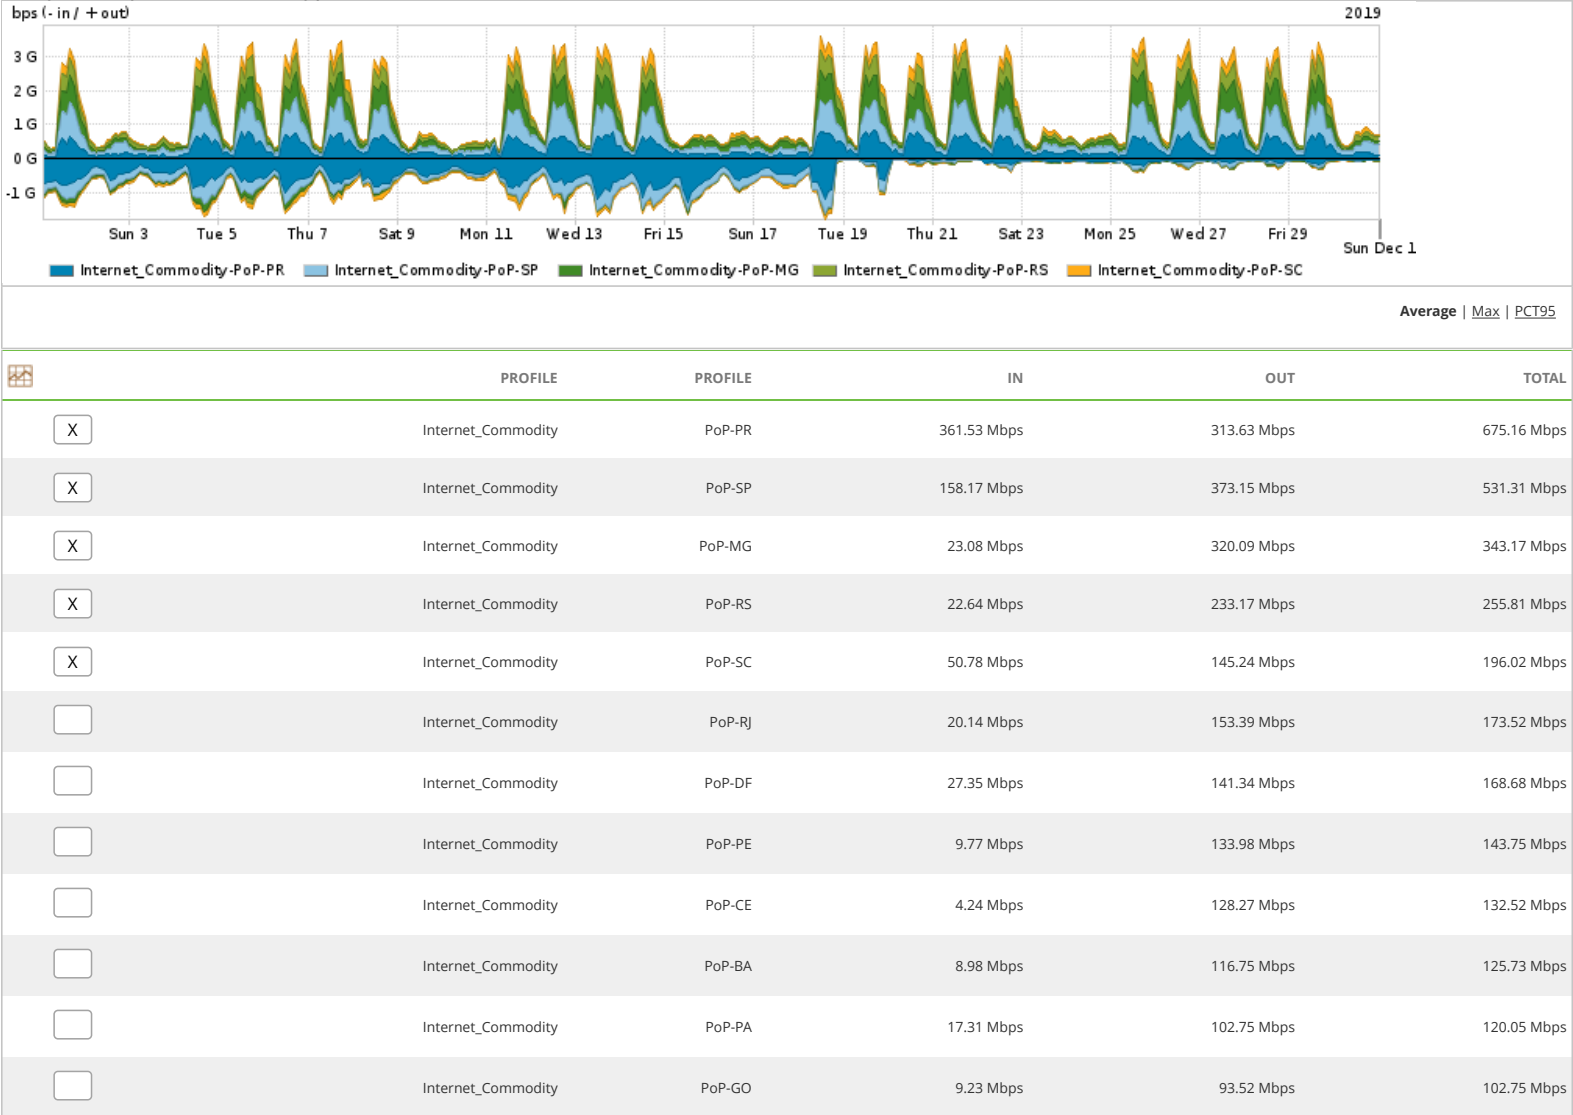 bps (- in / + out) 2019
3 G
2 G
1 G
0 G
-1 G
Sun 3 Tue 5 Thu 7 Sat 9 Mon 11 Wed 13 Fri 15 Sun 17 Tue 19 Thu 21 Sat 23 Mon 25 Wed 27 Fri 29 Sun Dec 1
Internet_Commodity-PoP-PR Internet_Commodity-PoP-SP Internet_Commodity-PoP-MG Internet_Commodity-PoP-RS Internet_Commodity-PoP-SC
Average | Max | PCT95
PROFILE PROFILE IN OUT TOTAL
X Internet_Commodity PoP-PR 361.53 Mbps 313.63 Mbps 675.16 Mbps
X Internet_Commodity PoP-SP 158.17 Mbps 373.15 Mbps 531.31 Mbps
X Internet_Commodity PoP-MG 23.08 Mbps 320.09 Mbps 343.17 Mbps
X Internet_Commodity PoP-RS 22.64 Mbps 233.17 Mbps 255.81 Mbps
X Internet_Commodity PoP-SC 50.78 Mbps 145.24 Mbps 196.02 Mbps
Internet_Commodity PoP-RJ 20.14 Mbps 153.39 Mbps 173.52 Mbps
Internet_Commodity PoP-DF 27.35 Mbps 141.34 Mbps 168.68 Mbps
Internet_Commodity PoP-PE 9.77 Mbps 133.98 Mbps 143.75 Mbps
Internet_Commodity PoP-CE 4.24 Mbps 128.27 Mbps 132.52 Mbps
Internet_Commodity PoP-BA 8.98 Mbps 116.75 Mbps 125.73 Mbps
Internet_Commodity PoP-PA 17.31 Mbps 102.75 Mbps 120.05 Mbps
Internet_Commodity PoP-GO 9.23 Mbps 93.52 Mbps 102.75 Mbps